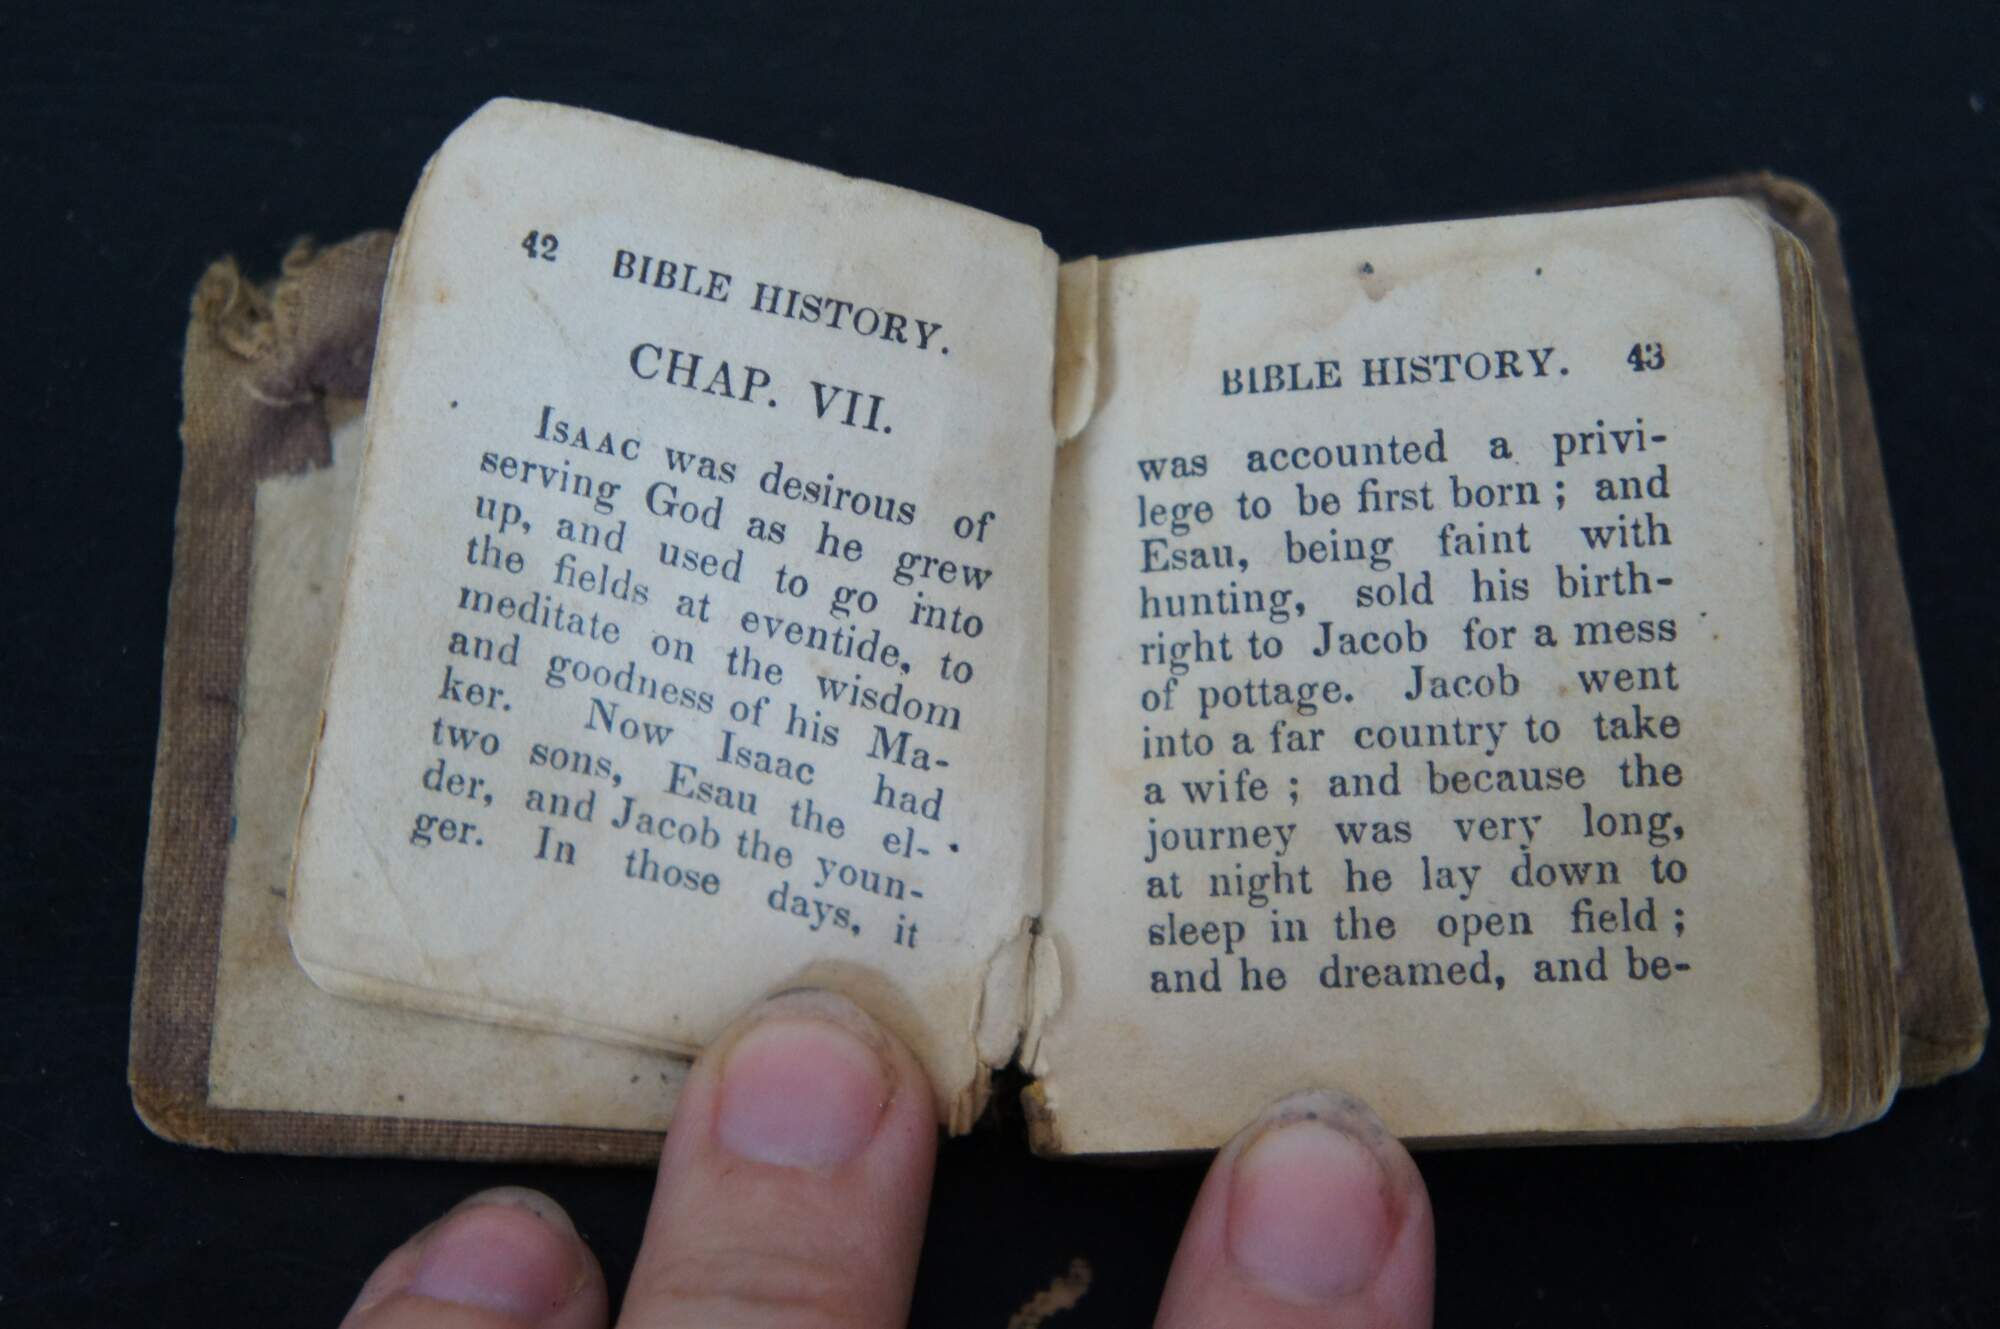 42 BIBLE HISTORY.
CHAP. VII.
ISAAC was desirous of
serving God as he grew
up, and used to go into
the fields at eventide, to
meditate on the wisdom
and goodness of his Ma-
ker. Now Isaac had
two sons, Esau the el-
der, and Jacob the youn-
ger. In those days, it
BIBLE HISTORY. 43
was accounted a privi-
lege to be first born ; and
Esau, being faint with
hunting, sold his birth-
right to Jacob for a mess
of pottage. Jacob went
into a far country to take
a wife ; and because the
journey was very long,
at night he lay down to
sleep in the open field ;
and he dreamed, and be-